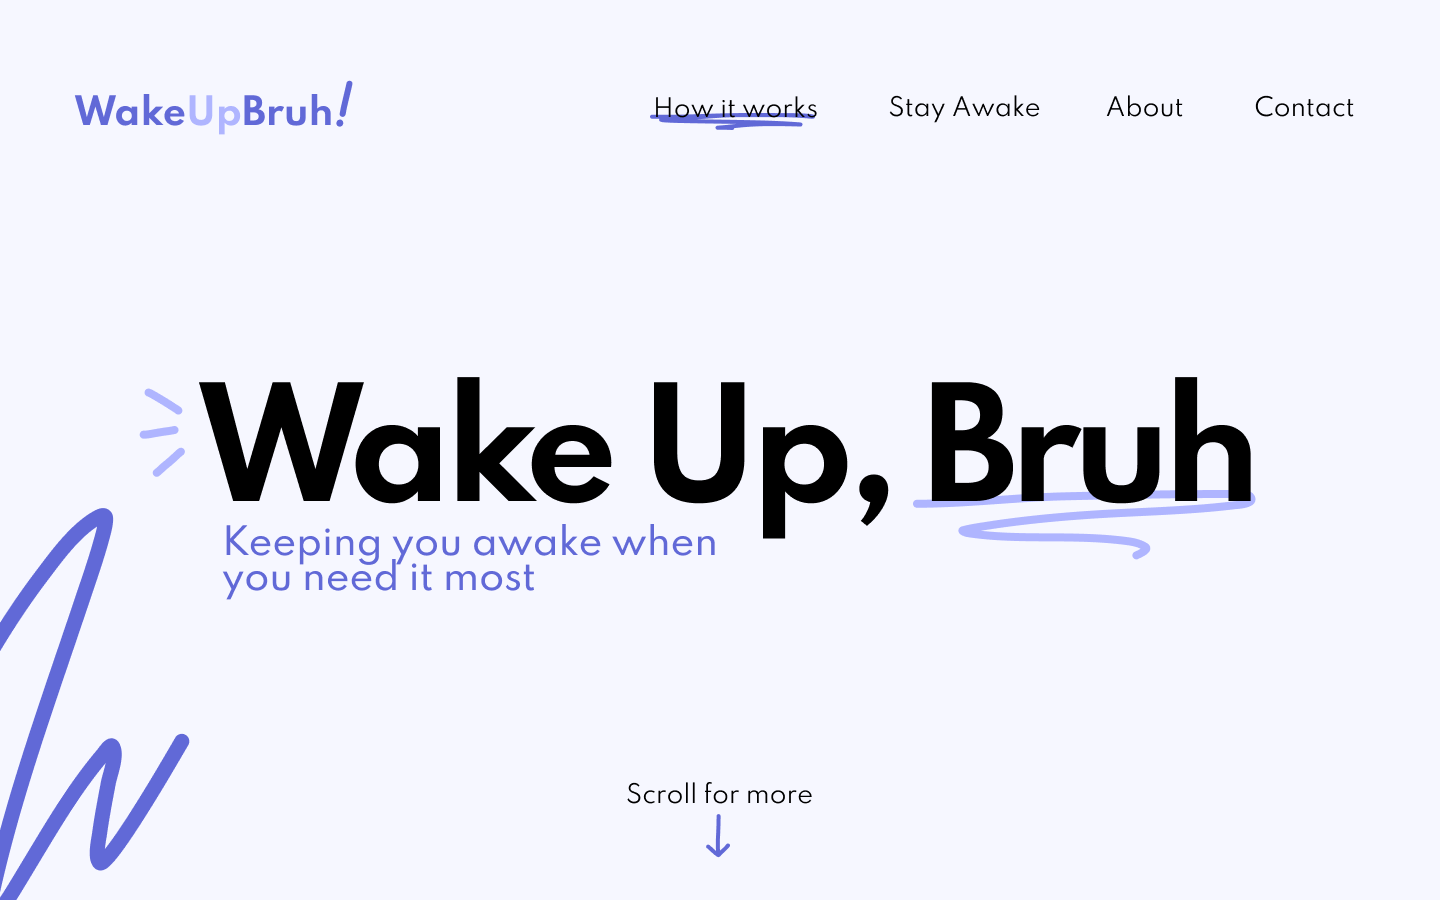 WakeUpBruh!
How it works
Stay Awake
About
Contact
Wake Up, Bruh
Keeping you awake when
you need it most
Scroll for more